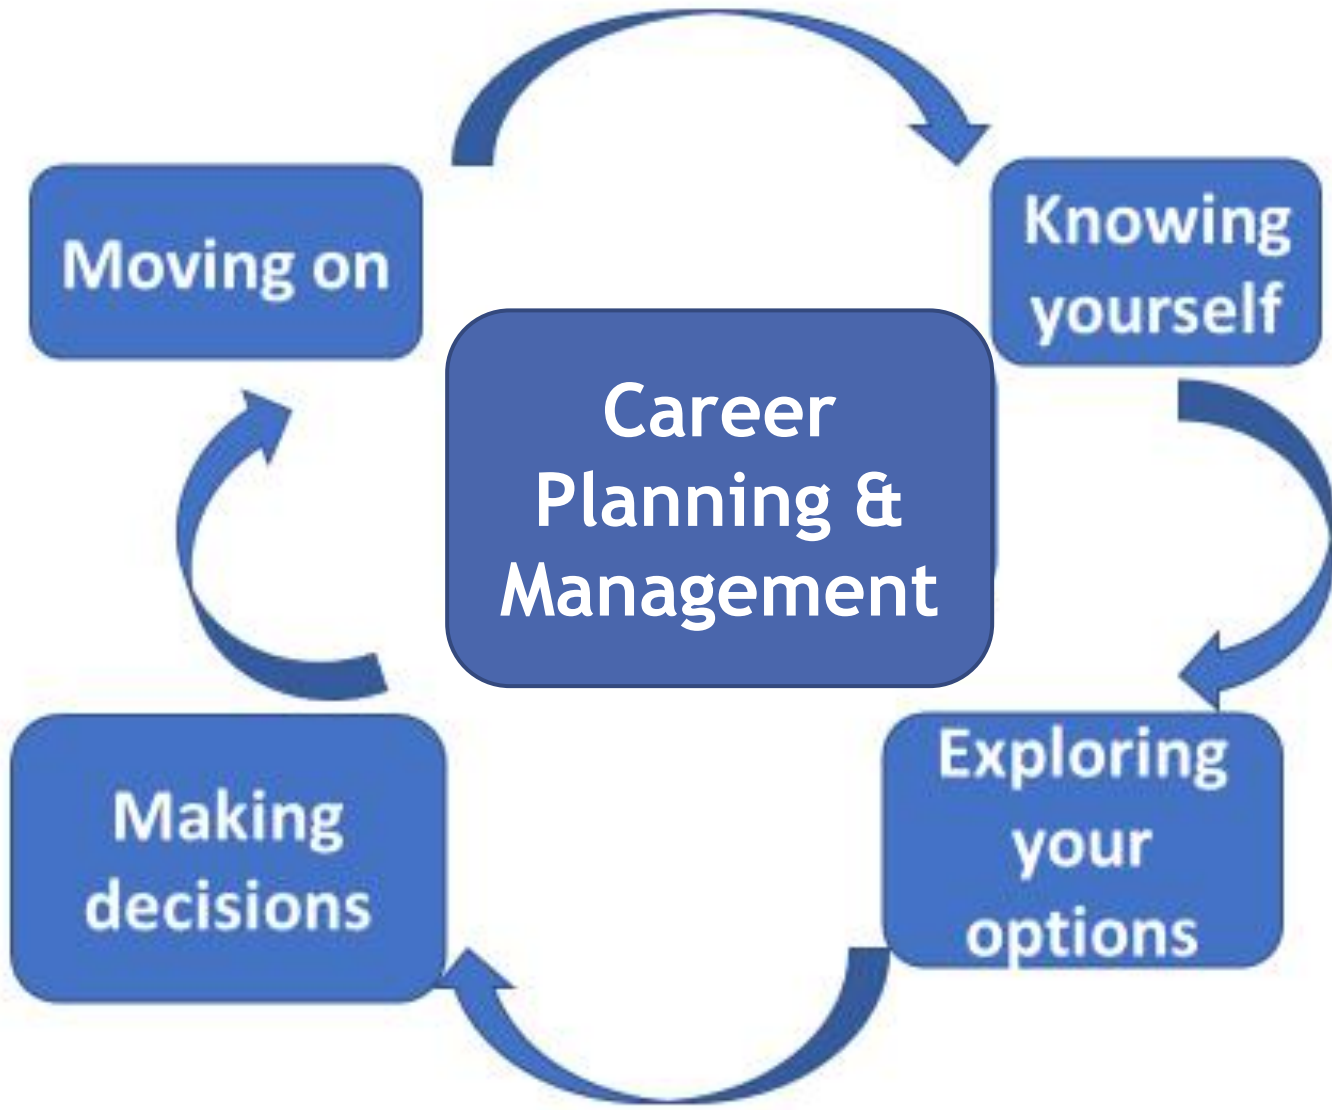 Moving on
Knowing
yourself
Career
Planning &
Management
Making
decisions
Exploring
your
options